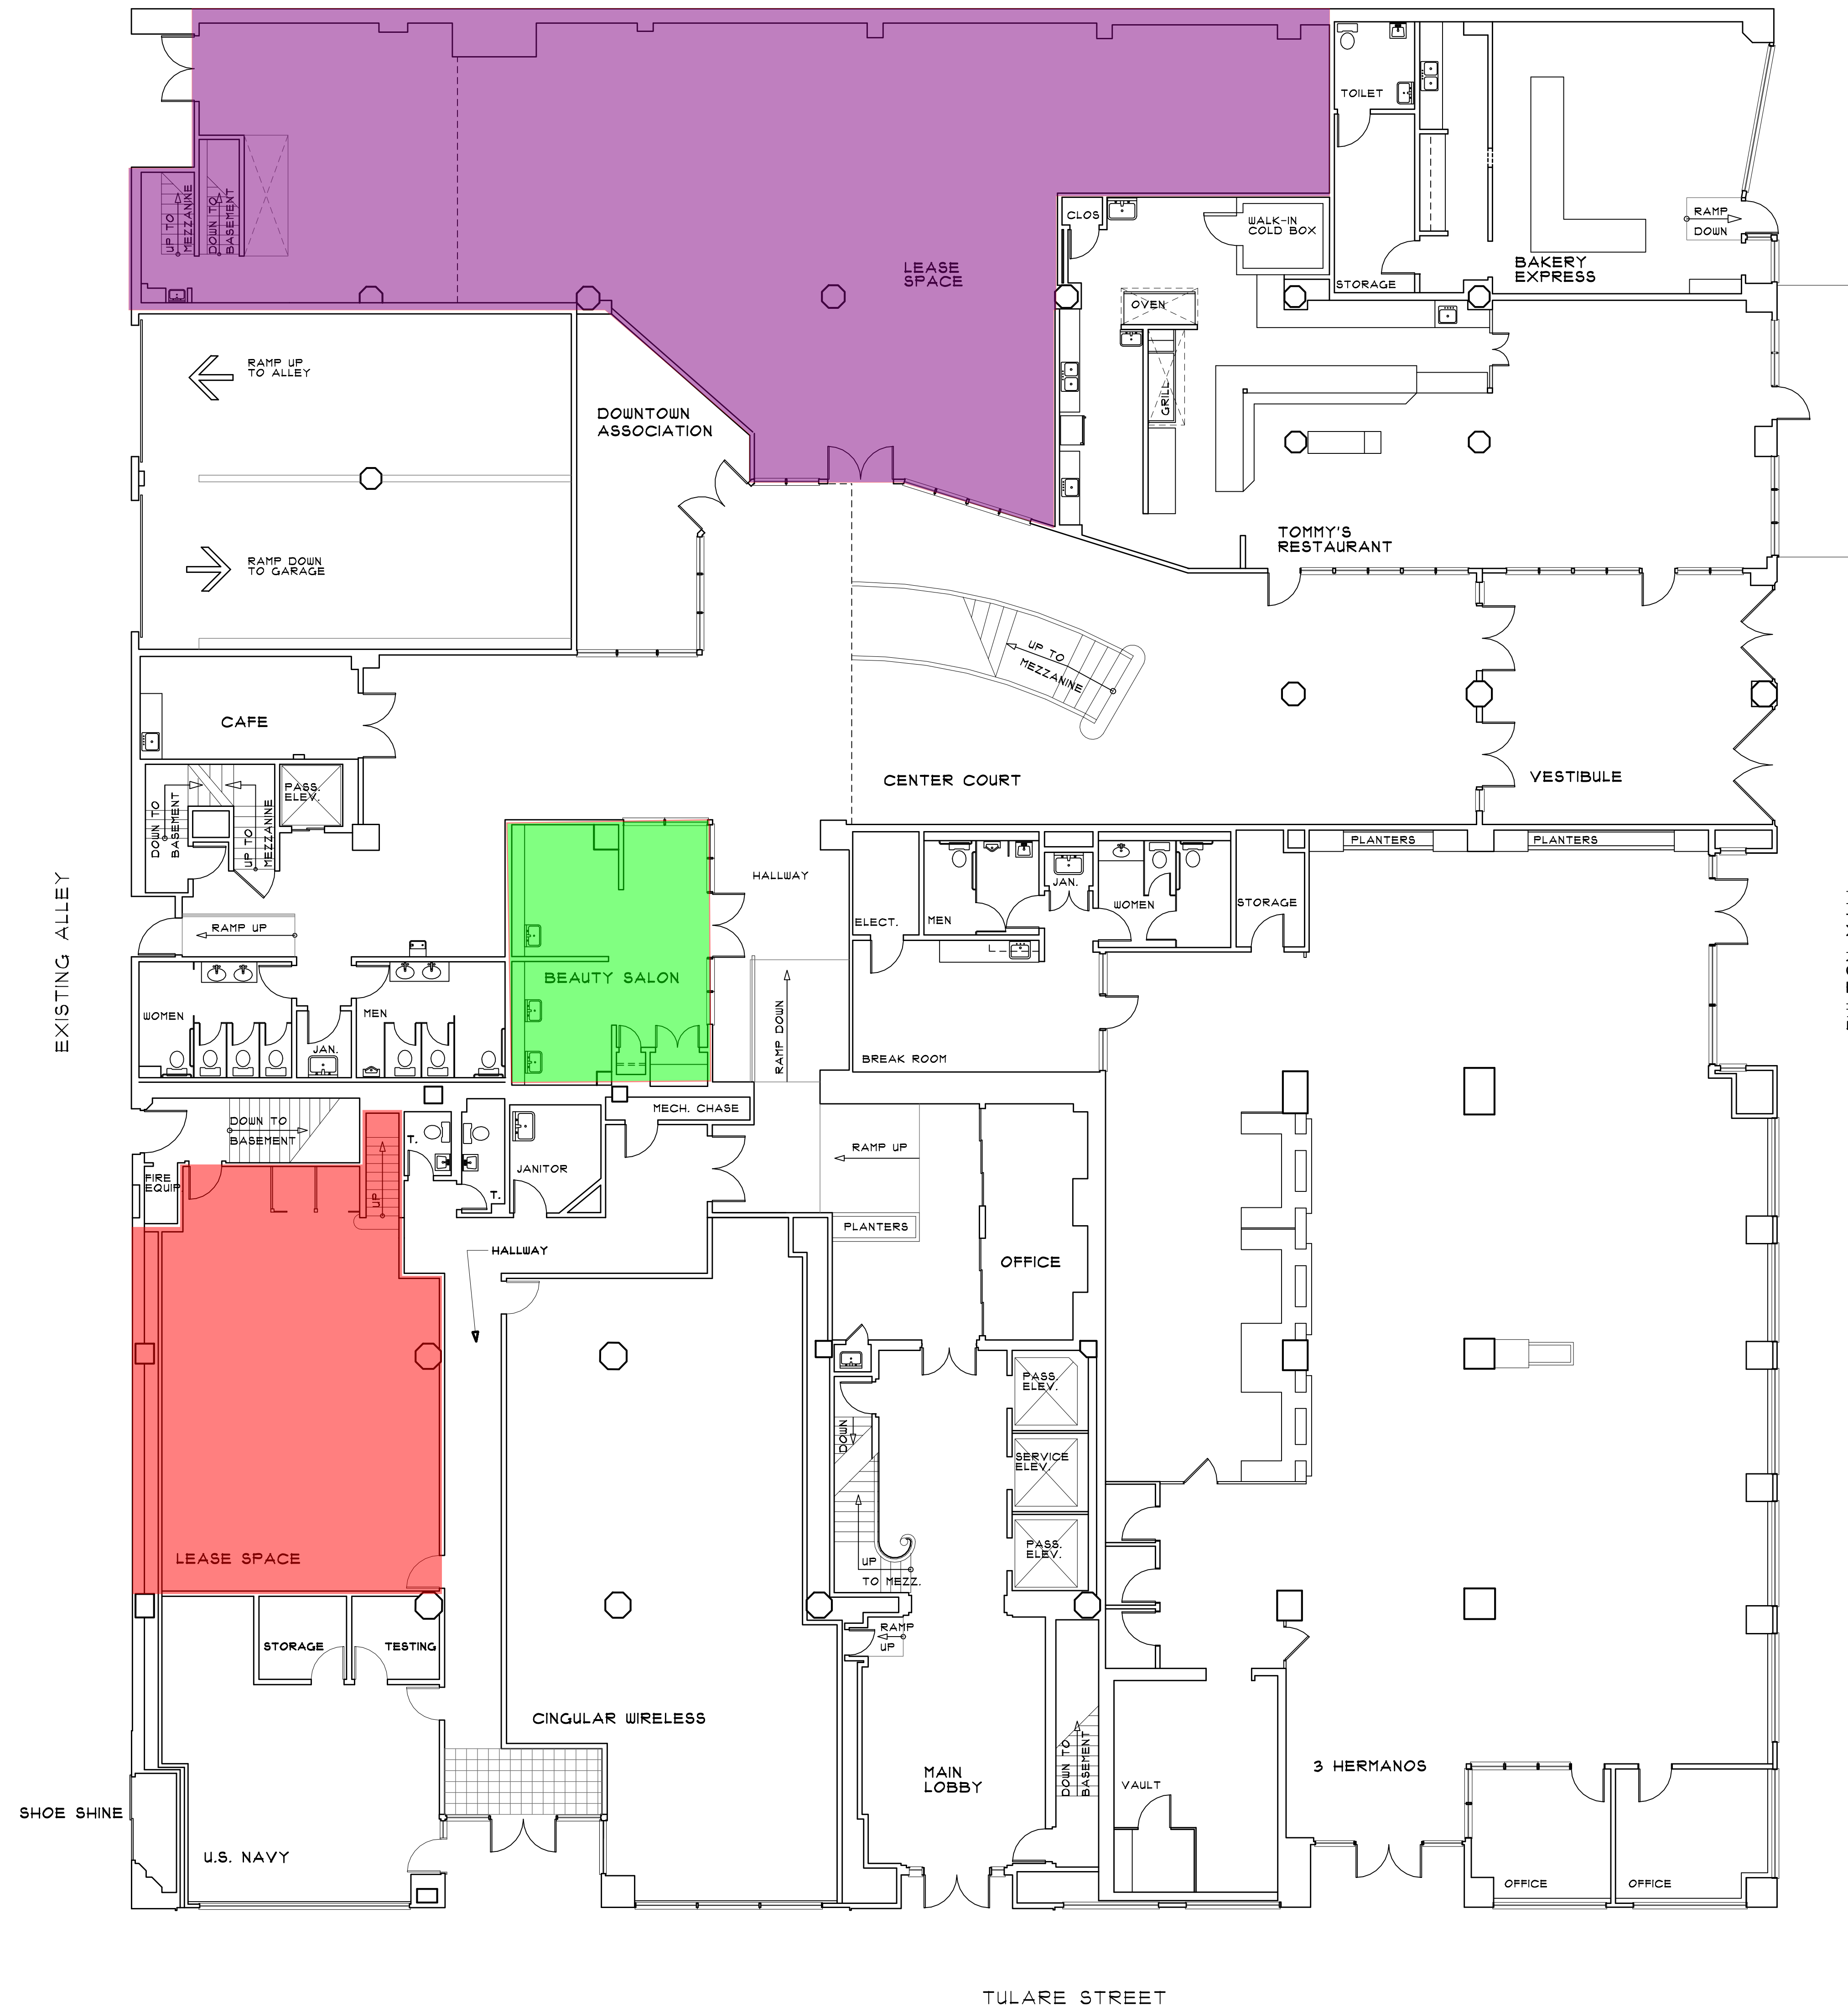 TOILET
UP TO
MEZZANINE
DOWN TO
BASEMENT
CLOS
WALK-IN
COLD BOX
RAMP
DOWN
LEASE
SPACE
BAKERY
EXPRESS
STORAGE
OVEN
RAMP UP
TO ALLEY
GRILL
DOWNTOWN
ASSOCIATION
TOMMY'S
RESTAURANT
RAMP DOWN
TO GARAGE
UP TO
MEZZANINE
CAFE
CENTER COURT
VESTIBULE
PASS.
ELEV.
DOWN TO
BASEMENT
UP TO
MEZZANINE
PLANTERS
PLANTERS
HALLWAY
JAN.
EXISTING ALLEY
RAMP UP
ELECT.
MEN
WOMEN
STORAGE
BEAUTY SALON
WOMEN
MEN
JAN.
RAMP DOWN
BREAK ROOM
MECH. CHASE
DOWN TO
BASEMENT
T.
RAMP UP
FIRE
EQUIP
UP
JANITOR
T.
PLANTERS
HALLWAY
OFFICE
PASS.
ELEV.
DOWN
SERVICE
ELEV.
LEASE SPACE
PASS.
ELEV.
UP
TO MEZZ.
STORAGE
TESTING
RAMP
UP
CINGULAR WIRELESS
MAIN
LOBBY
DOWN TO
BASEMENT
VAULT
3 HERMANOS
SHOE SHINE
U.S. NAVY
OFFICE
OFFICE
TULARE STREET